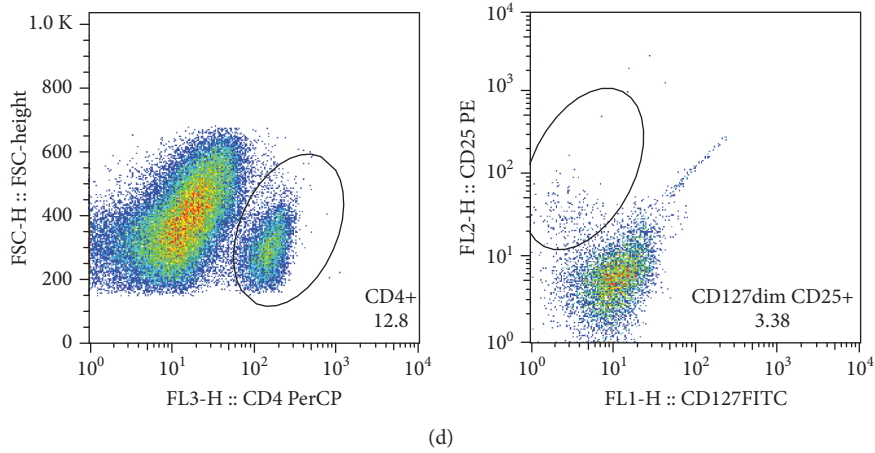 1.0 K
800
600
400
200
0
FSC-H :: FSC-height
CD4+
12.8
10^0 10^1 10^2 10^3 10^4
FL3-H :: CD4 PerCP
10^4
10^3
10^2
10^1
10^0
FL2-H :: CD25 PE
CD127dim CD25+
3.38
10^0 10^1 10^2 10^3 10^4
FL1-H :: CD127FITC
(d)